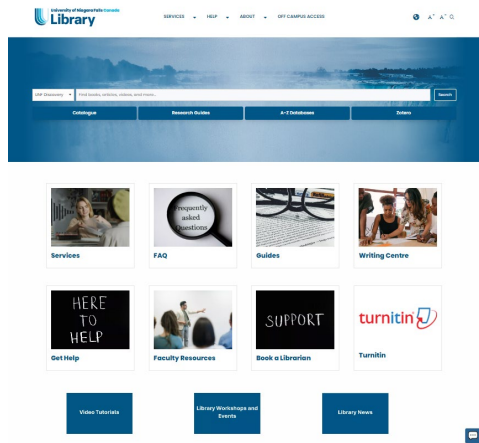 University of Niagara Falls Canada
Library
SERVICES
HELP
ABOUT
OFF CAMPUS ACCESS
A+ A-
UNF Discovery
Find books, articles, videos, and more...
Search
Catalogue
Research Guides
A-Z Databases
Zotero
Frequently
asked
Questions
Services
FAQ
Guides
Writing Centre
HERE
TO
HELP
SUPPORT
turnitin
Get Help
Faculty Resources
Book a Librarian
Turnitin
Video Tutorials
Library Workshops and
Events
Library News